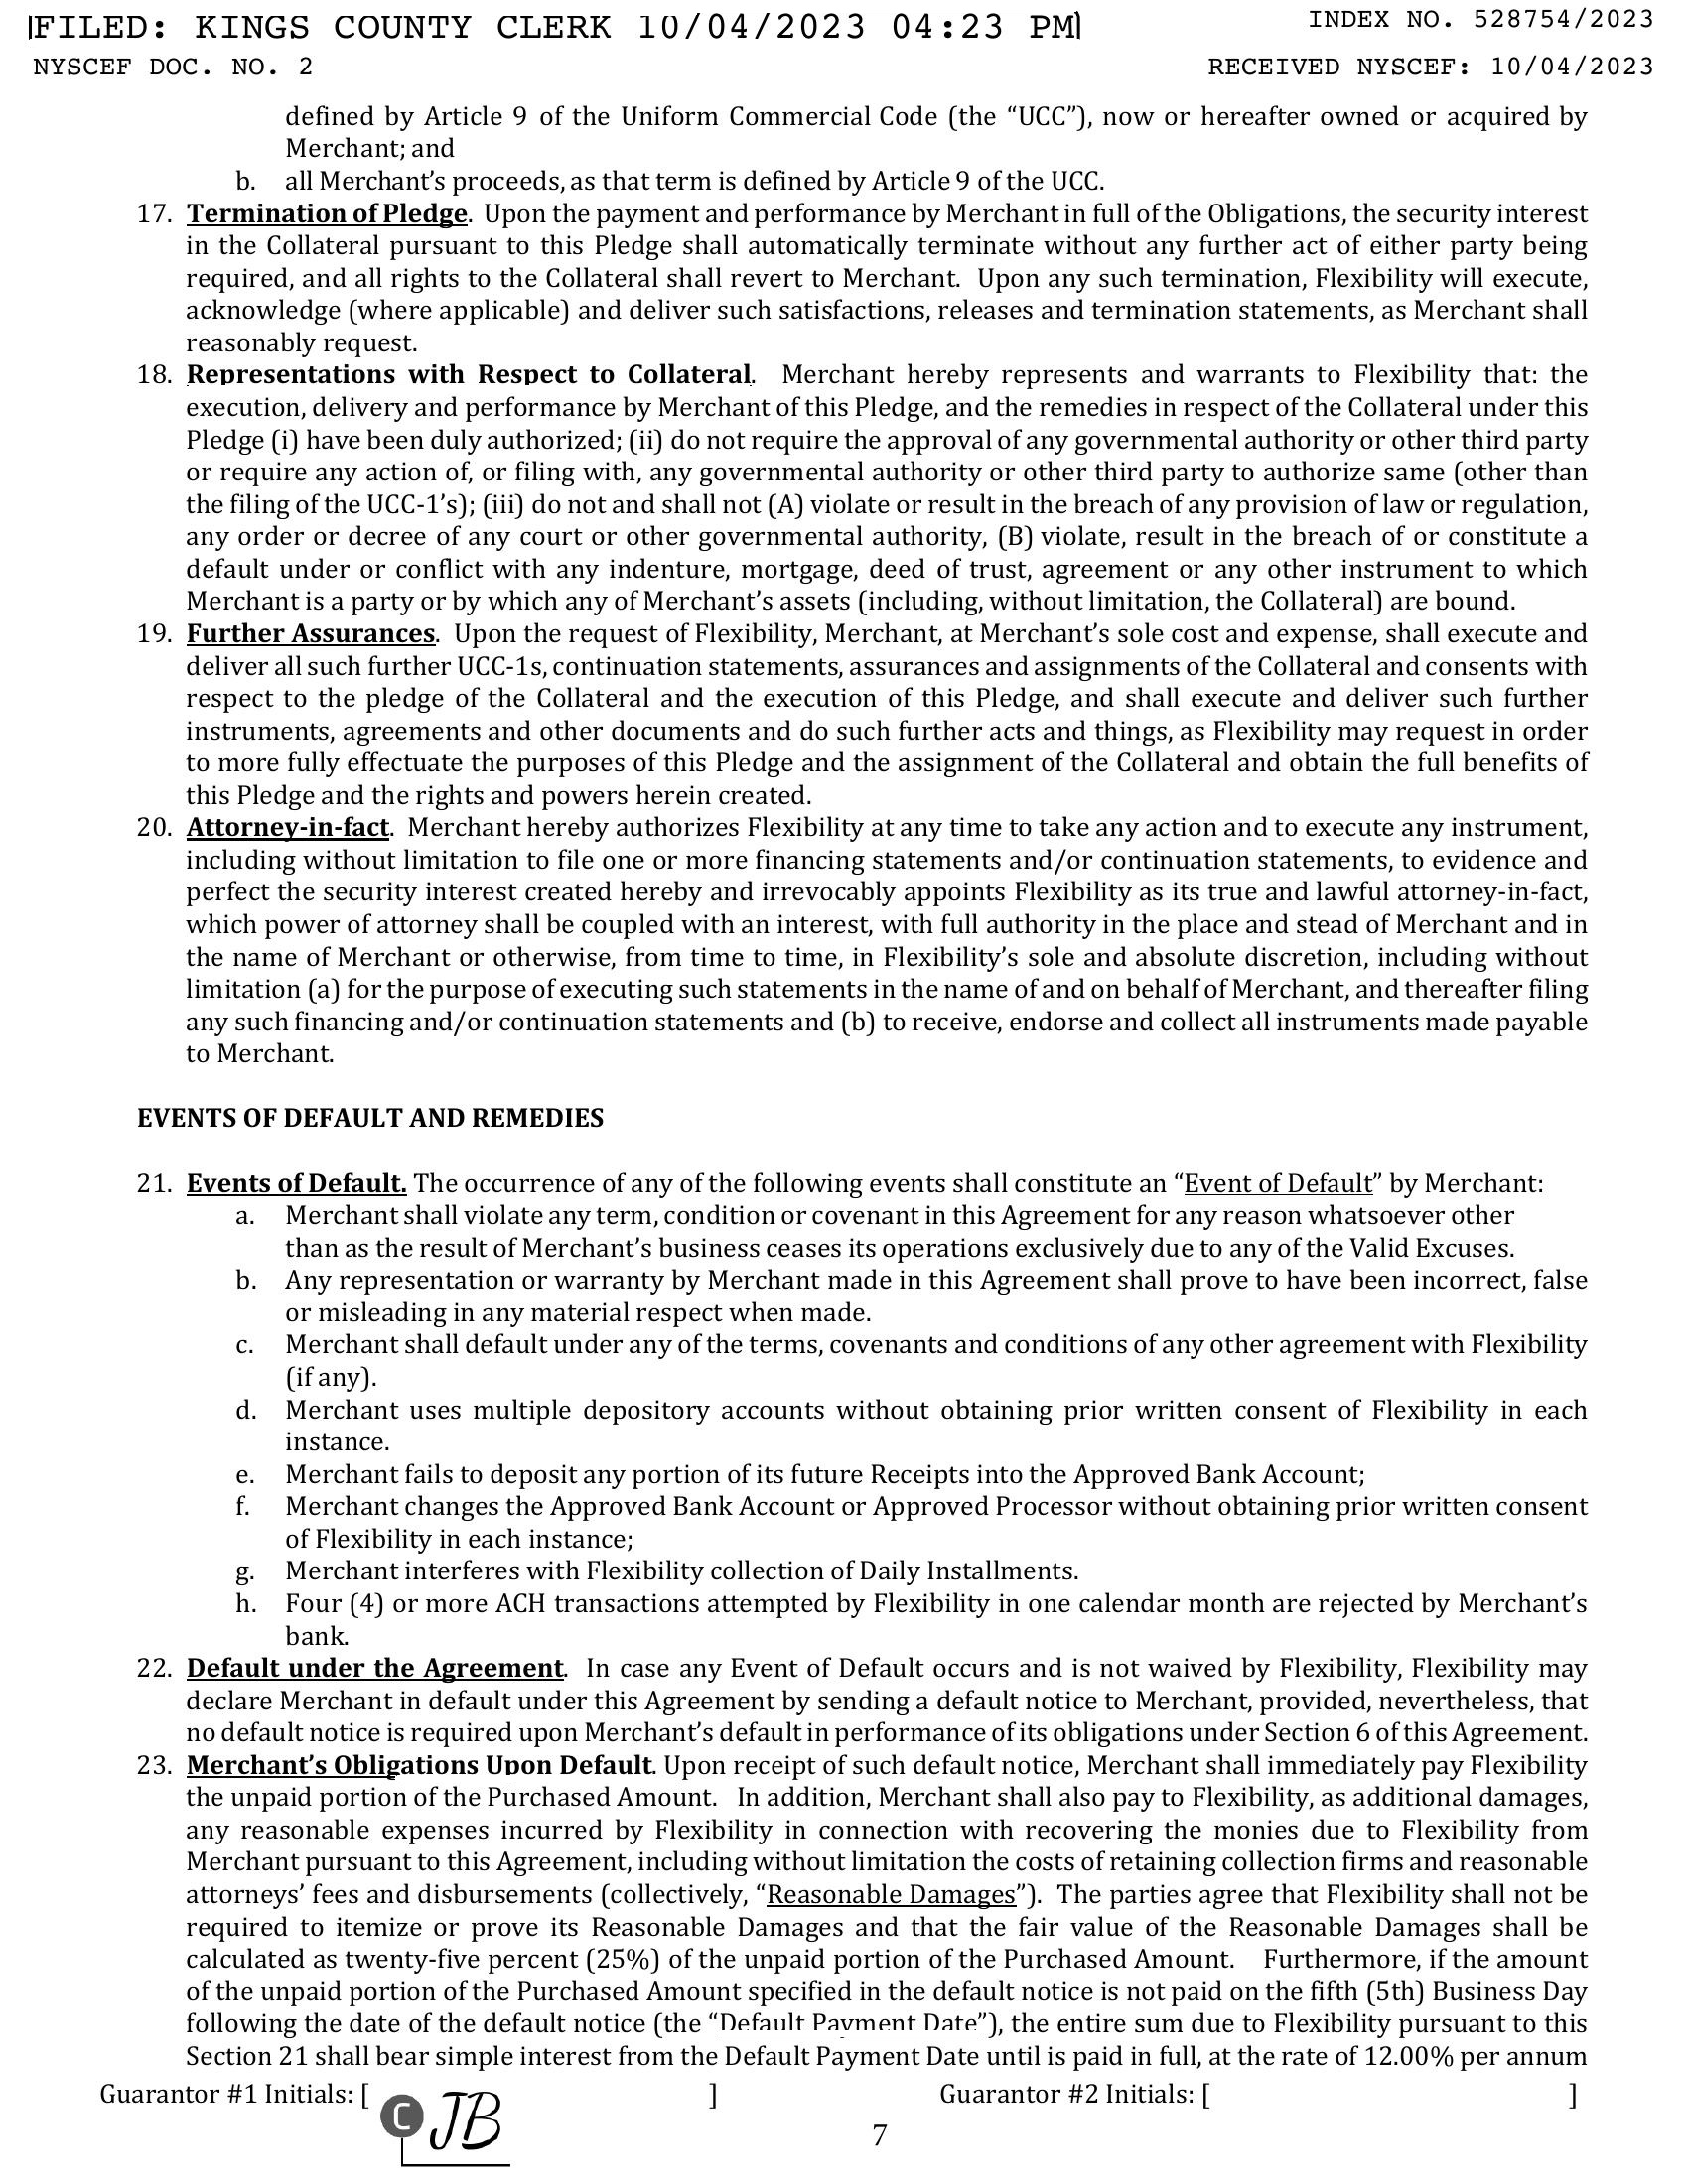 FILED: KINGS COUNTY CLERK 10/04/2023 04:23 PM
INDEX NO. 528754/2023
NYSCEF DOC. NO. 2
RECEIVED NYSCEF: 10/04/2023
defined by Article 9 of the Uniform Commercial Code (the “UCC”), now or hereafter owned or acquired by
Merchant; and
b. all Merchant’s proceeds, as that term is defined by Article 9 of the UCC.
17. Termination of Pledge. Upon the payment and performance by Merchant in full of the Obligations, the security interest
in the Collateral pursuant to this Pledge shall automatically terminate without any further act of either party being
required, and all rights to the Collateral shall revert to Merchant. Upon any such termination, Flexibility will execute,
acknowledge (where applicable) and deliver such satisfactions, releases and termination statements, as Merchant shall
reasonably request.
18. Representations with Respect to Collateral. Merchant hereby represents and warrants to Flexibility that: the
execution, delivery and performance by Merchant of this Pledge, and the remedies in respect of the Collateral under this
Pledge (i) have been duly authorized; (ii) do not require the approval of any governmental authority or other third party
or require any action of, or filing with, any governmental authority or other third party to authorize same (other than
the filing of the UCC-1’s); (iii) do not and shall not (A) violate or result in the breach of any provision of law or regulation,
any order or decree of any court or other governmental authority, (B) violate, result in the breach of or constitute a
default under or conflict with any indenture, mortgage, deed of trust, agreement or any other instrument to which
Merchant is a party or by which any of Merchant’s assets (including, without limitation, the Collateral) are bound.
19. Further Assurances. Upon the request of Flexibility, Merchant, at Merchant’s sole cost and expense, shall execute and
deliver all such further UCC-1s, continuation statements, assurances and assignments of the Collateral and consents with
respect to the pledge of the Collateral and the execution of this Pledge, and shall execute and deliver such further
instruments, agreements and other documents and do such further acts and things, as Flexibility may request in order
to more fully effectuate the purposes of this Pledge and the assignment of the Collateral and obtain the full benefits of
this Pledge and the rights and powers herein created.
20. Attorney-in-fact. Merchant hereby authorizes Flexibility at any time to take any action and to execute any instrument,
including without limitation to file one or more financing statements and/or continuation statements, to evidence and
perfect the security interest created hereby and irrevocably appoints Flexibility as its true and lawful attorney-in-fact,
which power of attorney shall be coupled with an interest, with full authority in the place and stead of Merchant and in
the name of Merchant or otherwise, from time to time, in Flexibility’s sole and absolute discretion, including without
limitation (a) for the purpose of executing such statements in the name of and on behalf of Merchant, and thereafter filing
any such financing and/or continuation statements and (b) to receive, endorse and collect all instruments made payable
to Merchant.
EVENTS OF DEFAULT AND REMEDIES
21. Events of Default. The occurrence of any of the following events shall constitute an “Event of Default” by Merchant:
a. Merchant shall violate any term, condition or covenant in this Agreement for any reason whatsoever other
than as the result of Merchant’s business ceases its operations exclusively due to any of the Valid Excuses.
b. Any representation or warranty by Merchant made in this Agreement shall prove to have been incorrect, false
or misleading in any material respect when made.
c. Merchant shall default under any of the terms, covenants and conditions of any other agreement with Flexibility
(if any).
d. Merchant uses multiple depository accounts without obtaining prior written consent of Flexibility in each
instance.
e. Merchant fails to deposit any portion of its future Receipts into the Approved Bank Account;
f. Merchant changes the Approved Bank Account or Approved Processor without obtaining prior written consent
of Flexibility in each instance;
g. Merchant interferes with Flexibility collection of Daily Installments.
h. Four (4) or more ACH transactions attempted by Flexibility in one calendar month are rejected by Merchant’s
bank.
22. Default under the Agreement. In case any Event of Default occurs and is not waived by Flexibility, Flexibility may
declare Merchant in default under this Agreement by sending a default notice to Merchant, provided, nevertheless, that
no default notice is required upon Merchant’s default in performance of its obligations under Section 6 of this Agreement.
23. Merchant’s Obligations Upon Default. Upon receipt of such default notice, Merchant shall immediately pay Flexibility
the unpaid portion of the Purchased Amount. In addition, Merchant shall also pay to Flexibility, as additional damages,
any reasonable expenses incurred by Flexibility in connection with recovering the monies due to Flexibility from
Merchant pursuant to this Agreement, including without limitation the costs of retaining collection firms and reasonable
attorneys’ fees and disbursements (collectively, “Reasonable Damages”). The parties agree that Flexibility shall not be
required to itemize or prove its Reasonable Damages and that the fair value of the Reasonable Damages shall be
calculated as twenty-five percent (25%) of the unpaid portion of the Purchased Amount. Furthermore, if the amount
of the unpaid portion of the Purchased Amount specified in the default notice is not paid on the fifth (5th) Business Day
following the date of the default notice (the “Default Payment Date”), the entire sum due to Flexibility pursuant to this
Section 21 shall bear simple interest from the Default Payment Date until is paid in full, at the rate of 12.00% per annum
Guarantor #1 Initials: [ C JB ] Guarantor #2 Initials: [ ]
7